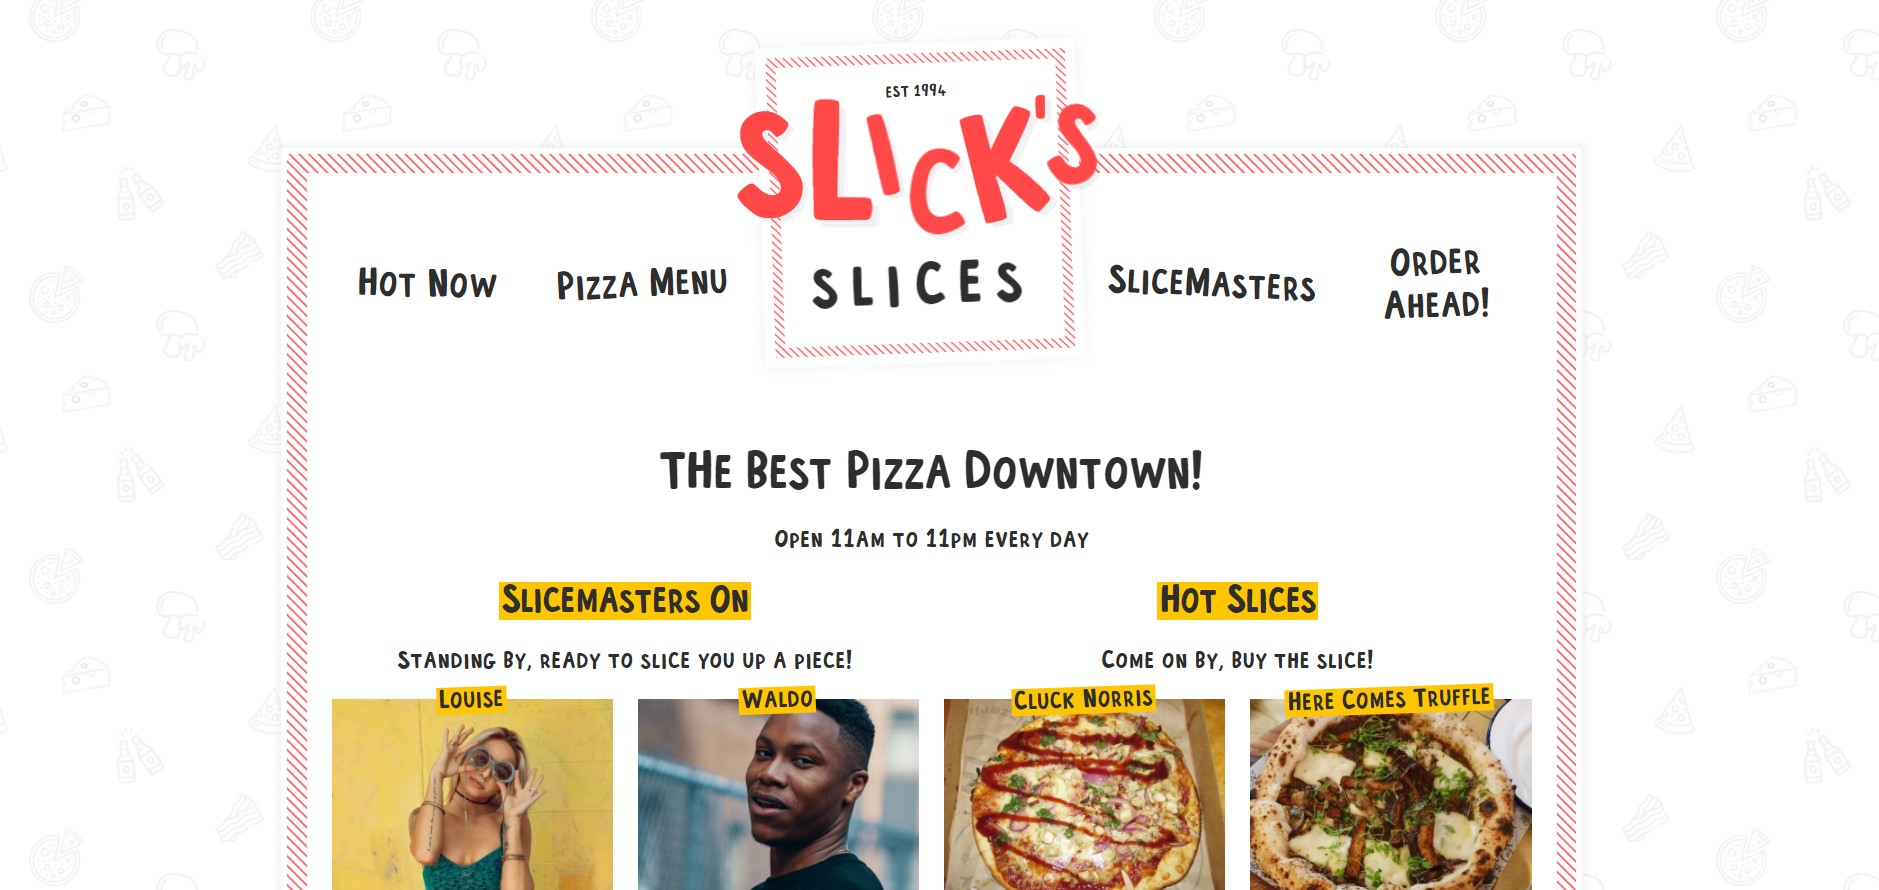 EST 1994
SLICK'S
SLICES
Hot Now
Pizza Menu
SliceMasters
Order
Ahead!
The Best Pizza Downtown!
Open 11am to 11pm every day
Slicemasters On
Hot Slices
Standing by, ready to slice you up a piece!
Come on by, buy the slice!
Louise
Waldo
Cluck Norris
Here Comes Truffle